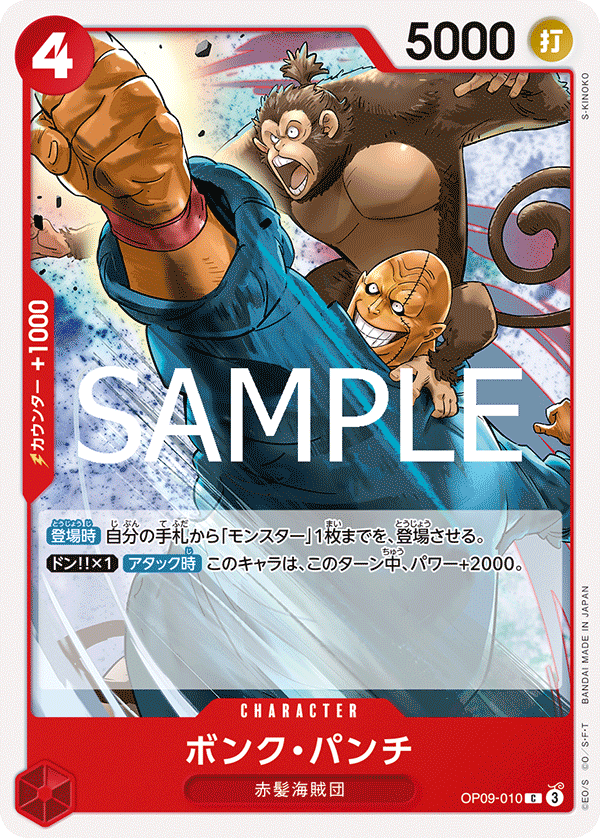 4
5000
打
S-KINOKO
カウンター +1000
SAMPLE
登場時 自分の手札から「モンスター」1枚までを、登場させる。
ドン!!×1 アタック時 このキャラは、このターン中、パワー+2000。
CHARACTER
ボンク・パンチ
赤髪海賊団
OP09-010 C 3
©E.O/S ©O/S・F・T BANDAI MADE IN JAPAN